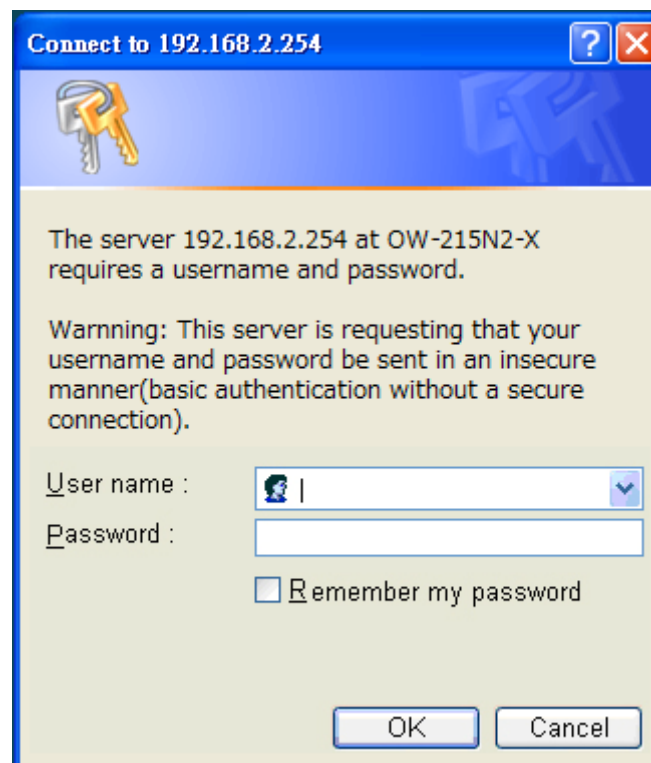 Connect to 192.168.2.254
The server 192.168.2.254 at OW-215N2-X
requires a username and password.
Warnning: This server is requesting that your
username and password be sent in an insecure
manner(basic authentication without a secure
connection).
User name :
Password :
Remember my password
OK Cancel